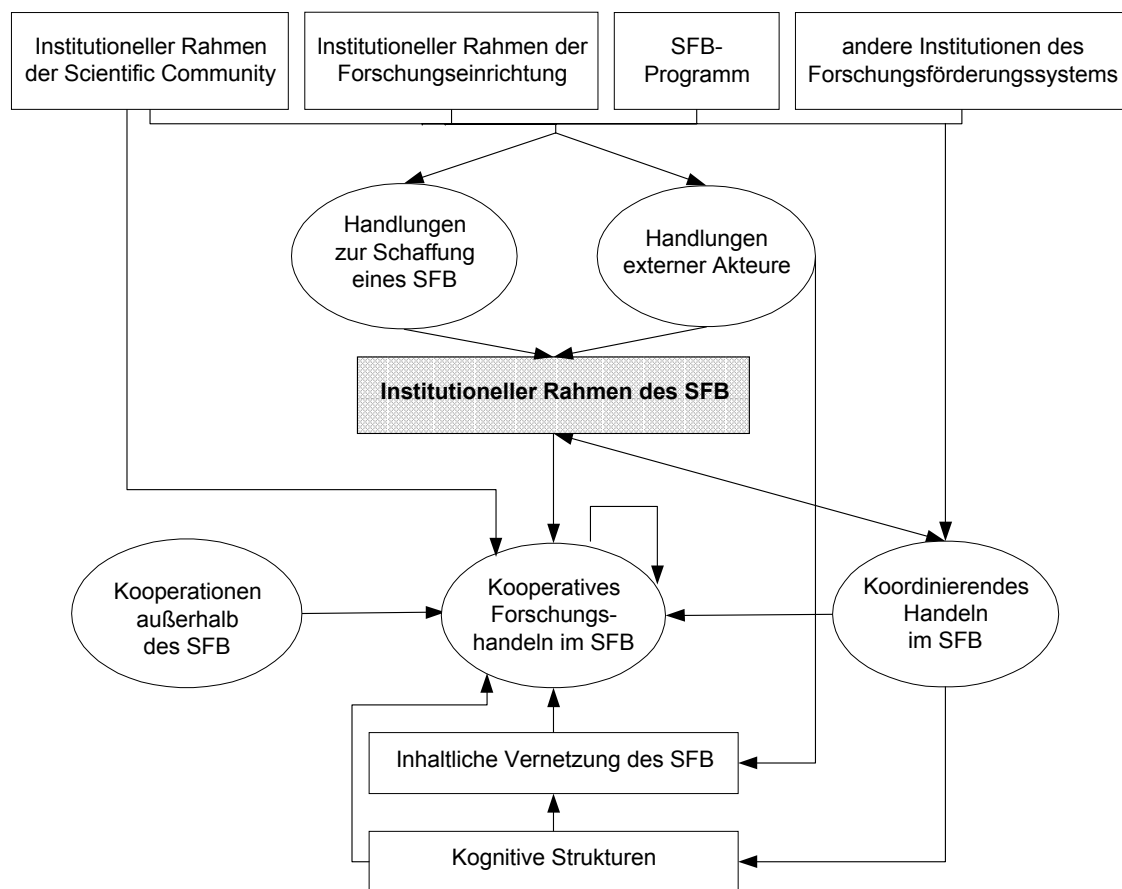 Institutioneller Rahmen
der Scientific Community
Institutioneller Rahmen der
Forschungseinrichtung
SFB-
Programm
andere Institutionen des
Forschungsförderungssystems
Handlungen
zur Schaffung
eines SFB
Handlungen
externer Akteure
Institutioneller Rahmen des SFB
Kooperationen
außerhalb
des SFB
Kooperatives
Forschungs-
handeln im SFB
Koordinierendes
Handeln
im SFB
Inhaltliche Vernetzung des SFB
Kognitive Strukturen